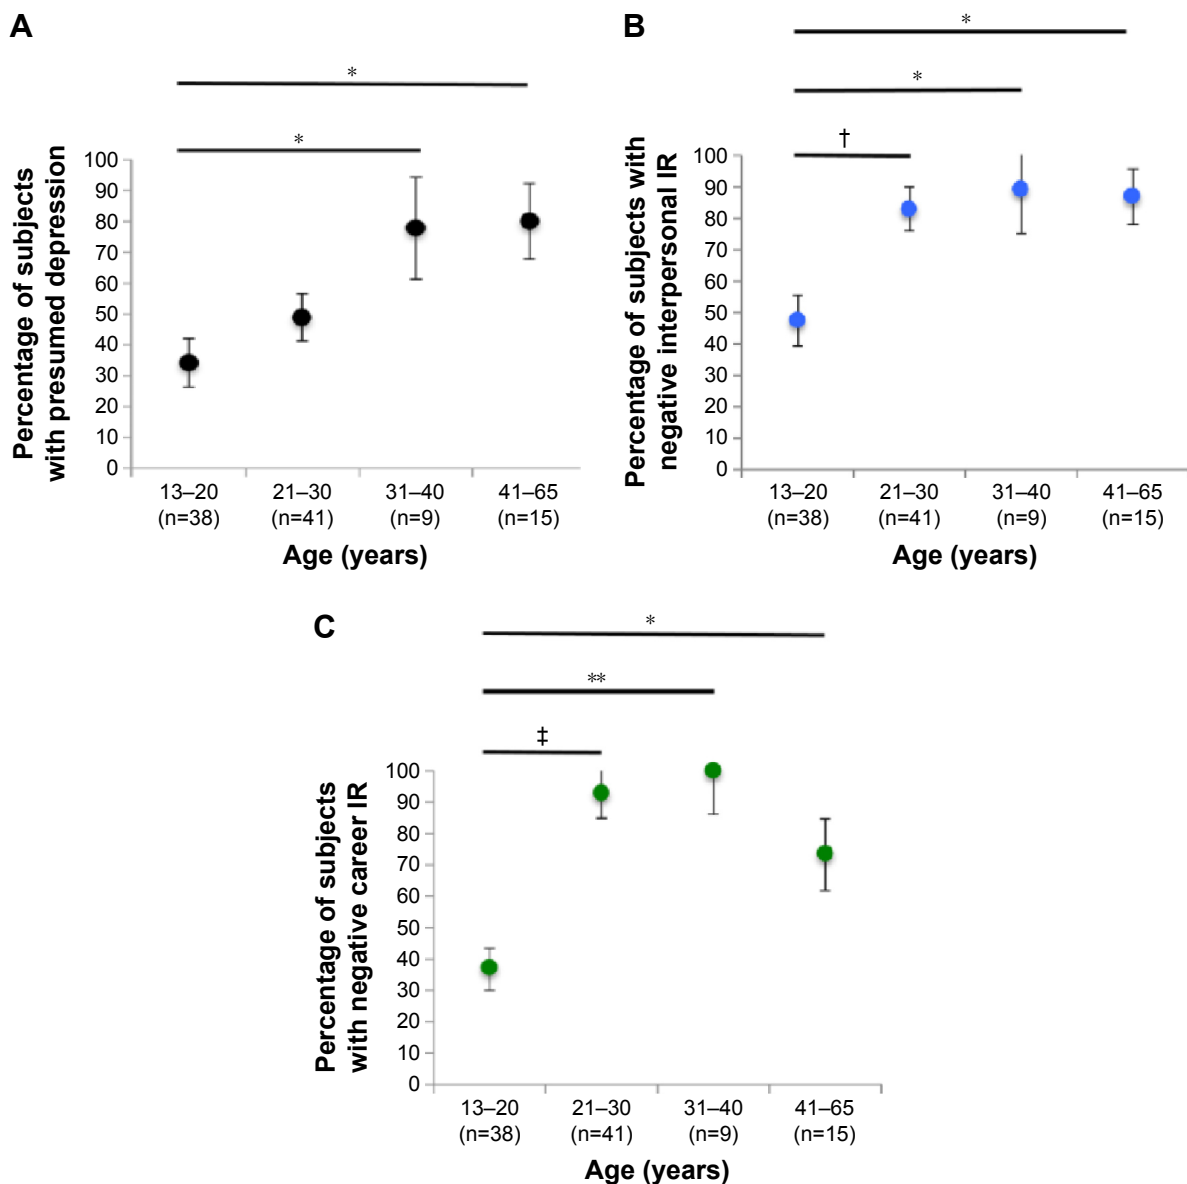 A
*
*
Percentage of subjects
with presumed depression
100
90
80
70
60
50
40
30
20
10
0
13–20 21–30 31–40 41–65
(n=38) (n=41) (n=9) (n=15)
Age (years)
B
*
*
†
Percentage of subjects with
negative interpersonal IR
100
90
80
70
60
50
40
30
20
10
0
13–20 21–30 31–40 41–65
(n=38) (n=41) (n=9) (n=15)
Age (years)
C
*
**
‡
Percentage of subjects
with negative career IR
100
90
80
70
60
50
40
30
20
10
0
13–20 21–30 31–40 41–65
(n=38) (n=41) (n=9) (n=15)
Age (years)